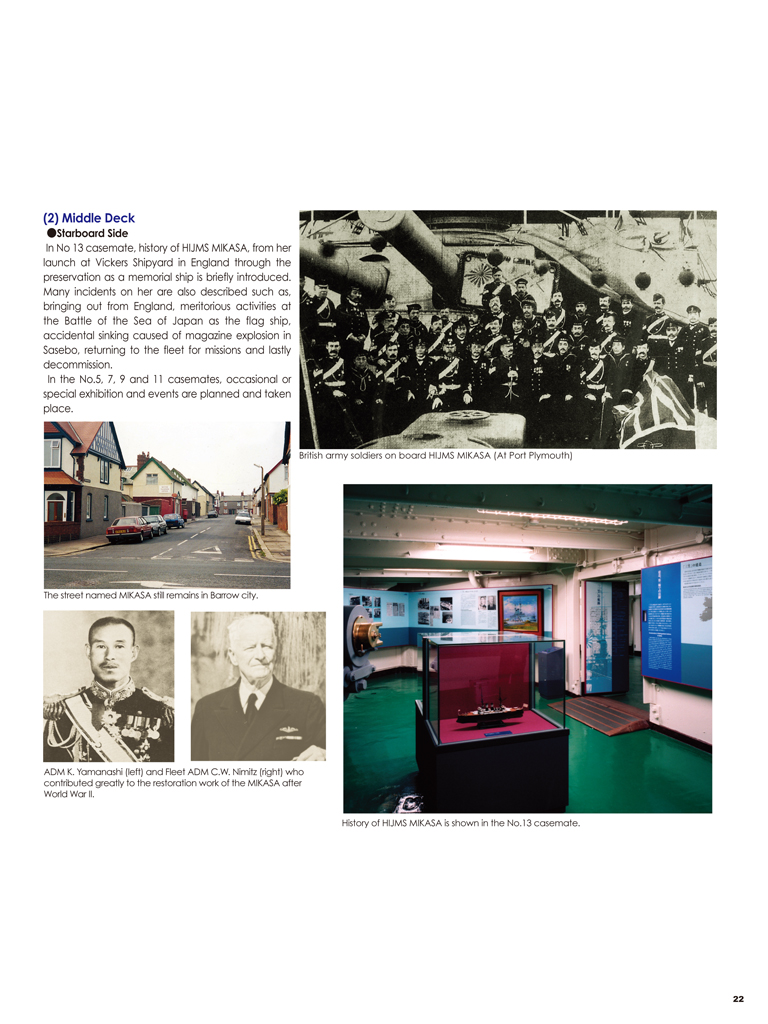 (2) Middle Deck
●Starboard Side
In No 13 casemate, history of HIJMS MIKASA, from her
launch at Vickers Shipyard in England through the
preservation as a memorial ship is briefly introduced.
Many incidents on her are also described such as,
bringing out from England, meritorious activities at
the Battle of the Sea of Japan as the flag ship,
accidental sinking caused of magazine explosion in
Sasebo, returning to the fleet for missions and lastly
decommission.
In the No.5, 7, 9 and 11 casemates, occasional or
special exhibition and events are planned and taken
place.
British army soldiers on board HIJMS MIKASA (At Port Plymouth)
The street named MIKASA still remains in Barrow city.
ADM K. Yamanashi (left) and Fleet ADM C.W. Nimitz (right) who
contributed greatly to the restoration work of the MIKASA after
World War II.
History of HIJMS MIKASA is shown in the No.13 casemate.
22